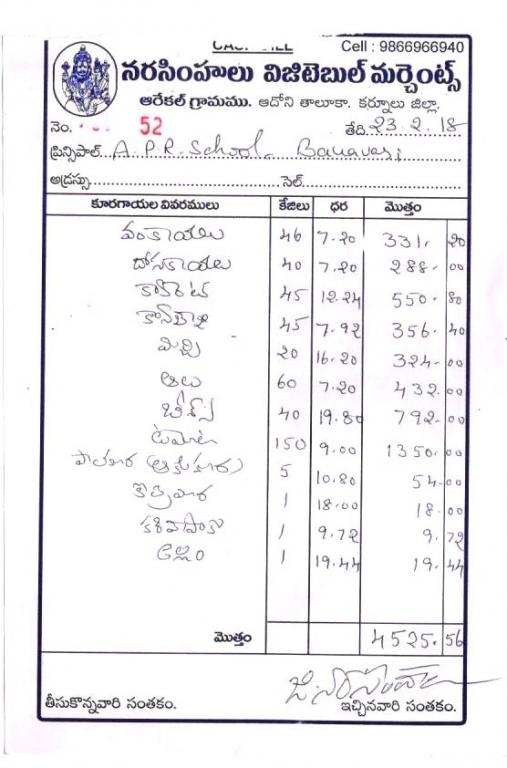 Cell : 9866966940
నరసింహులు విజిటెబుల్ మర్చెంట్స్
ఆరేకల్ గ్రామము. ఆదోని తాలూకా. కర్నూలు జిల్లా.
నెం. 52 తేది. 23.2.18
ప్రిన్సిపాల్ A.P.R. School. Banavasi
అడ్రస్సు సెల్
కూరగాయల వివరములు కేజీలు ధర మొత్తం
వంకాయలు 46 7.20 331.20
దోసకాయలు 40 7.20 288.00
క్యారెట్ 45 12.24 550.80
45 7.92 356.40
మిర్చి 20 16.20 324.00
ఆలు 60 7.20 432.00
బీన్స్ 40 19.80 792.00
టమోట 150 9.00 1350.00
పాలకూర (ఆకుకూర) 5 10.80 54.00
కొత్తిమీర 1 18.00 18.00
కరివేపాకు 1 9.72 9.72
అల్లం 1 19.44 19.44
మొత్తం 4525.56
తీసుకొన్నవారి సంతకం. ఇచ్చినవారి సంతకం.